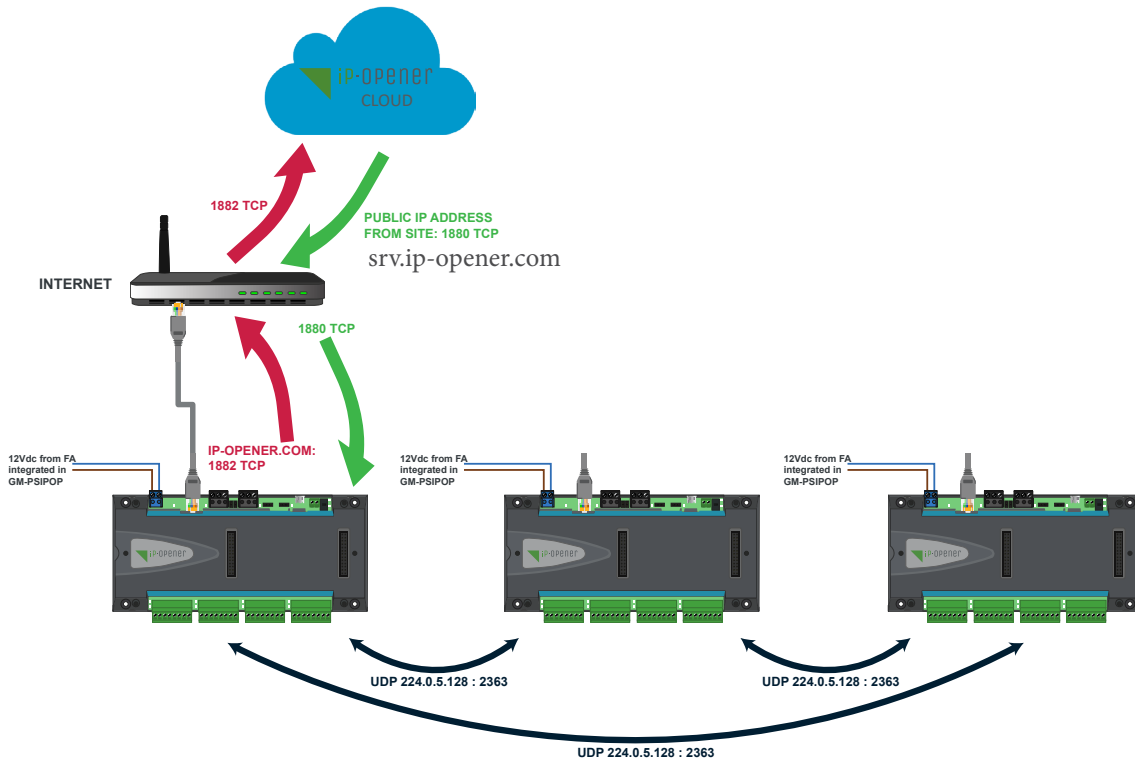 ip-opener
CLOUD
1882 TCP
PUBLIC IP ADDRESS
FROM SITE: 1880 TCP
srv.ip-opener.com
INTERNET
1880 TCP
IP-OPENER.COM:
1882 TCP
12Vdc from FA
integrated in
GM-PSIPOP
12Vdc from FA
integrated in
GM-PSIPOP
12Vdc from FA
integrated in
GM-PSIPOP
ip-opener
ip-opener
ip-opener
UDP 224.0.5.128 : 2363
UDP 224.0.5.128 : 2363
UDP 224.0.5.128 : 2363